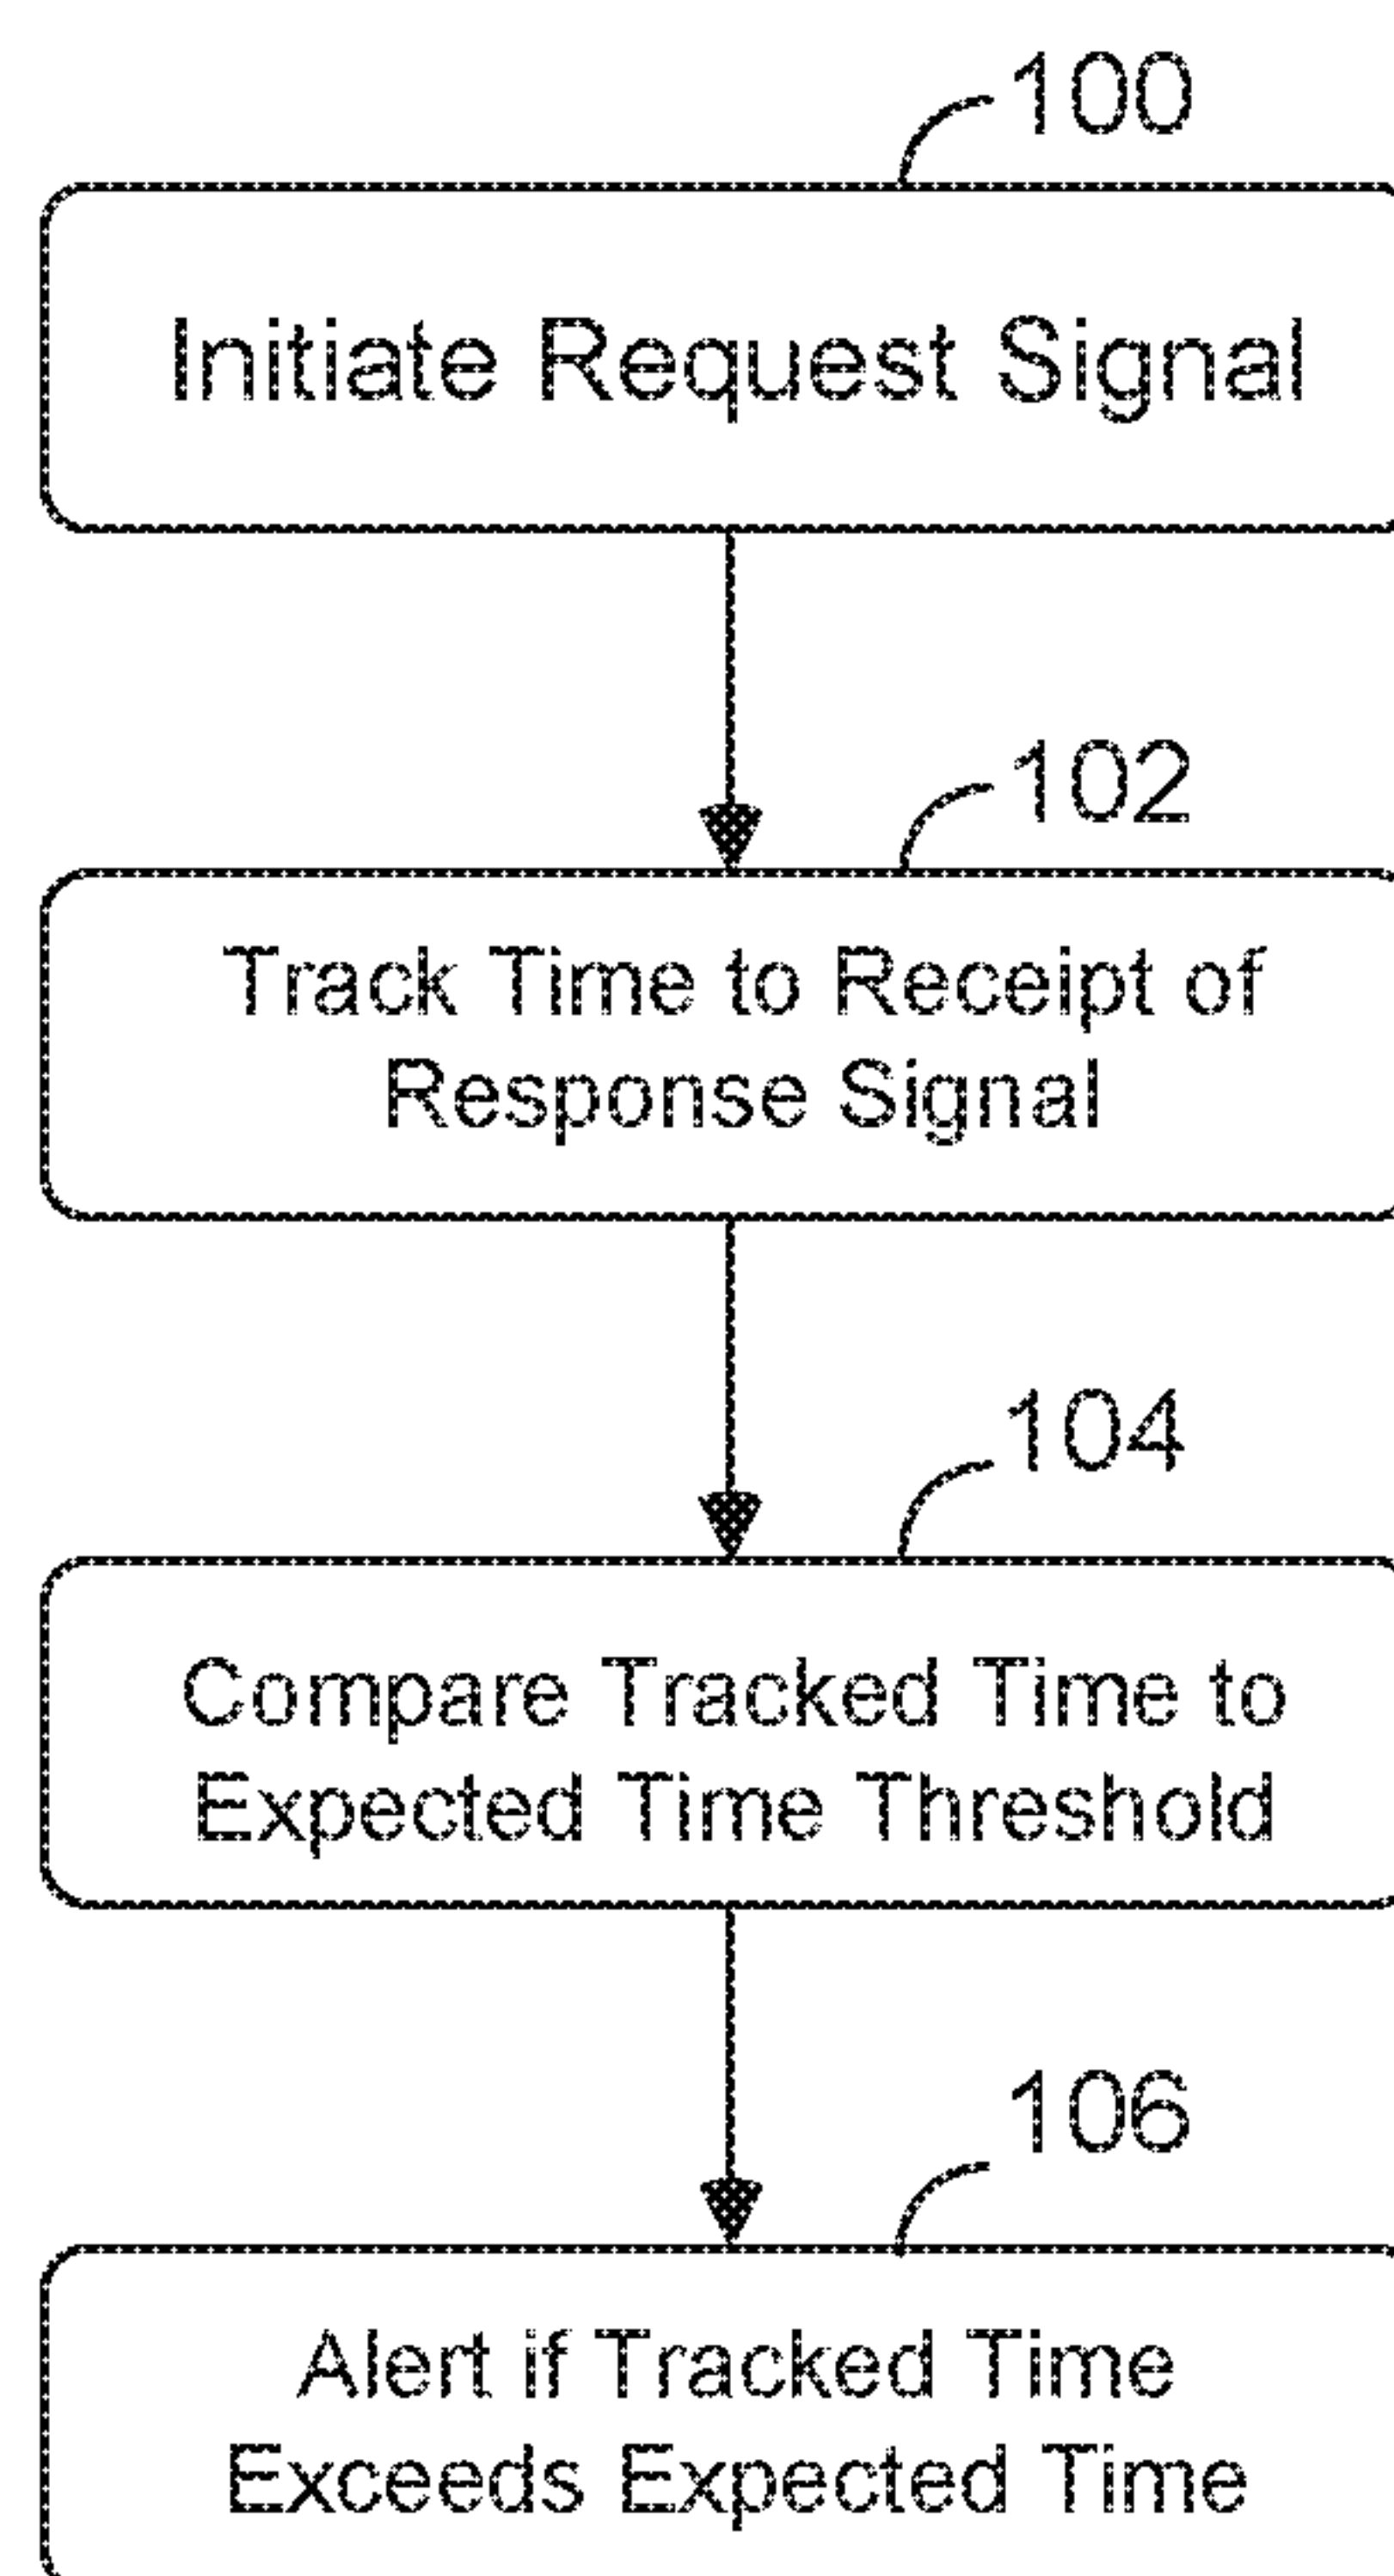 100
Initiate Request Signal
102
Track Time to Receipt of
Response Signal
104
Compare Tracked Time to
Expected Time Threshold
106
Alert if Tracked Time
Exceeds Expected Time